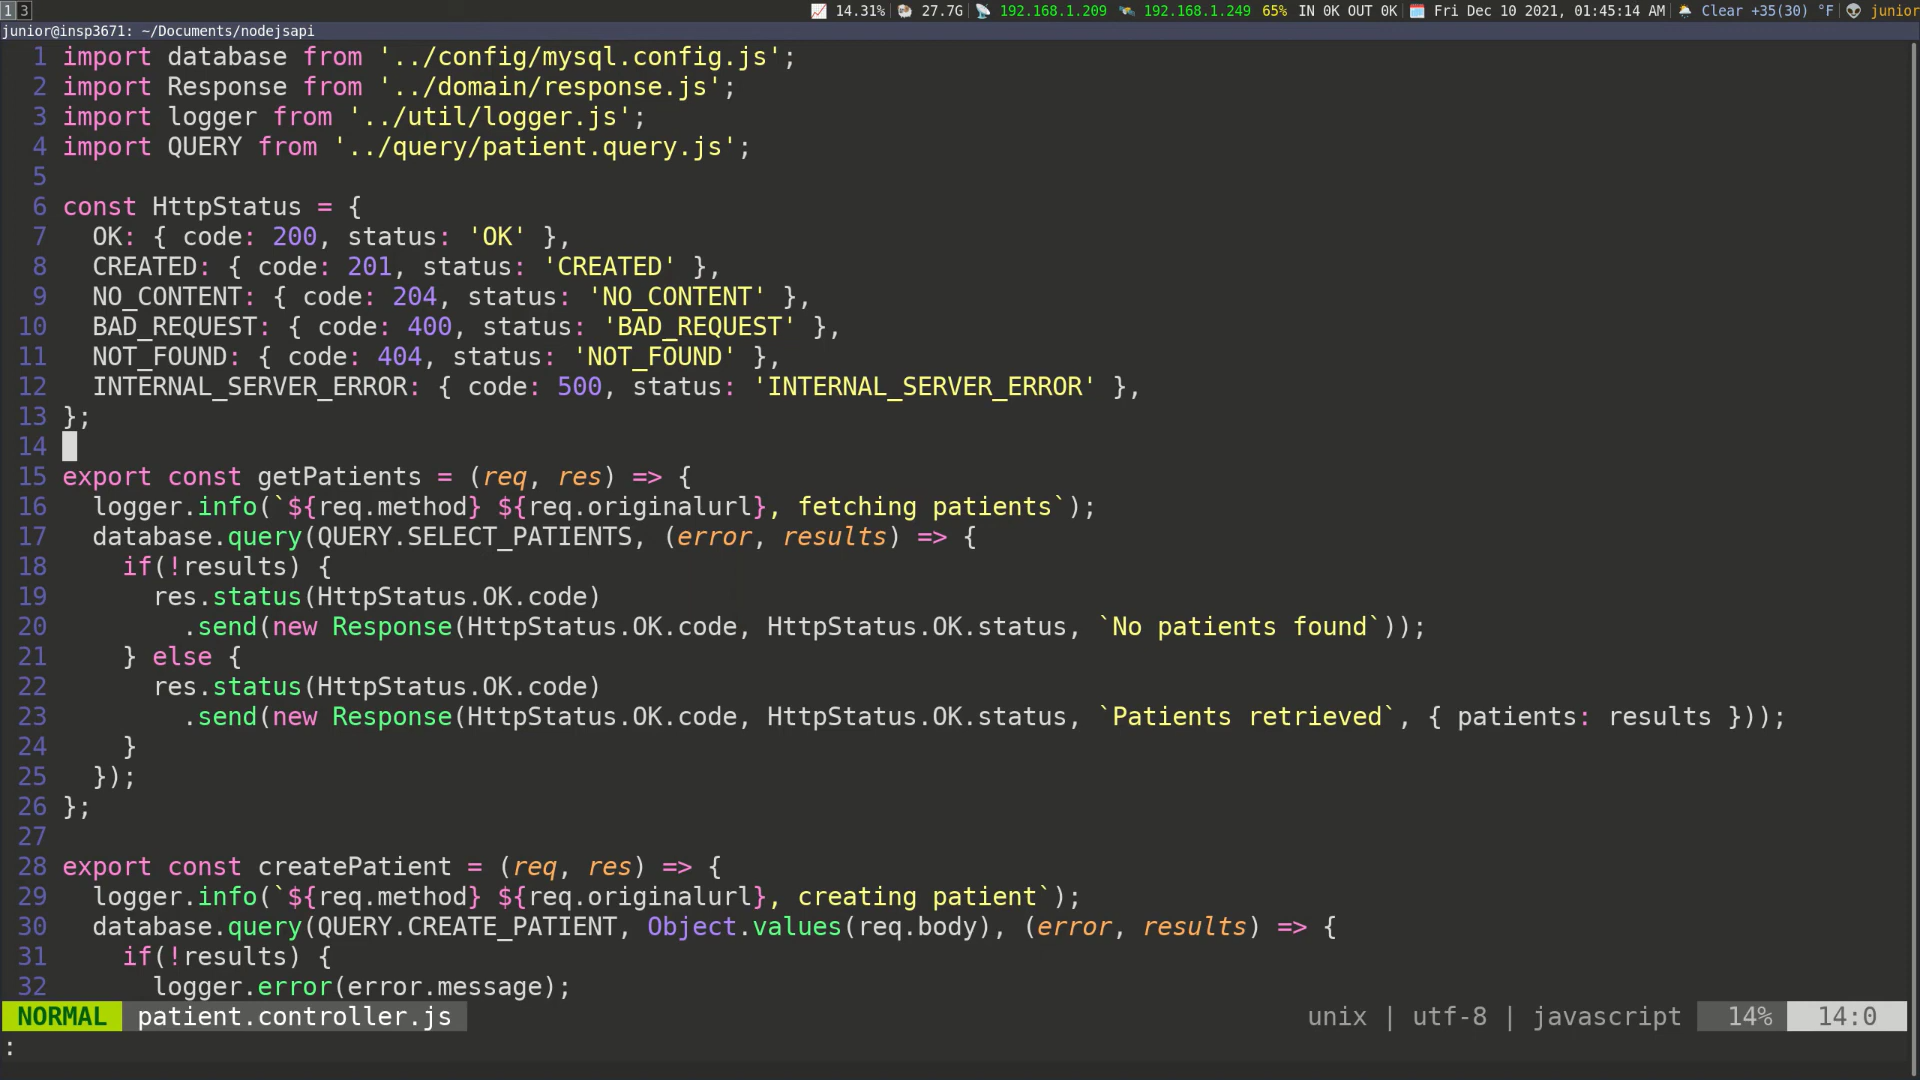 1 3 14.31% 27.7G 192.168.1.209 192.168.1.249 65% IN 0K OUT 0K Fri Dec 10 2021, 01:45:14 AM Clear +35(30) °F junior
junior@insp3671: ~/Documents/nodejsapi
1 import database from '../config/mysql.config.js';
2 import Response from '../domain/response.js';
3 import logger from '../util/logger.js';
4 import QUERY from '../query/patient.query.js';
5
6 const HttpStatus = {
7   OK: { code: 200, status: 'OK' },
8   CREATED: { code: 201, status: 'CREATED' },
9   NO_CONTENT: { code: 204, status: 'NO_CONTENT' },
10   BAD_REQUEST: { code: 400, status: 'BAD_REQUEST' },
11   NOT_FOUND: { code: 404, status: 'NOT_FOUND' },
12   INTERNAL_SERVER_ERROR: { code: 500, status: 'INTERNAL_SERVER_ERROR' },
13 };
14
15 export const getPatients = (req, res) => {
16   logger.info(`${req.method} ${req.originalurl}, fetching patients`);
17   database.query(QUERY.SELECT_PATIENTS, (error, results) => {
18     if(!results) {
19       res.status(HttpStatus.OK.code)
20         .send(new Response(HttpStatus.OK.code, HttpStatus.OK.status, `No patients found`));
21     } else {
22       res.status(HttpStatus.OK.code)
23         .send(new Response(HttpStatus.OK.code, HttpStatus.OK.status, `Patients retrieved`, { patients: results }));
24     }
25   });
26 };
27
28 export const createPatient = (req, res) => {
29   logger.info(`${req.method} ${req.originalurl}, creating patient`);
30   database.query(QUERY.CREATE_PATIENT, Object.values(req.body), (error, results) => {
31     if(!results) {
32       logger.error(error.message);
NORMAL patient.controller.js unix | utf-8 | javascript 14% 14:0
: